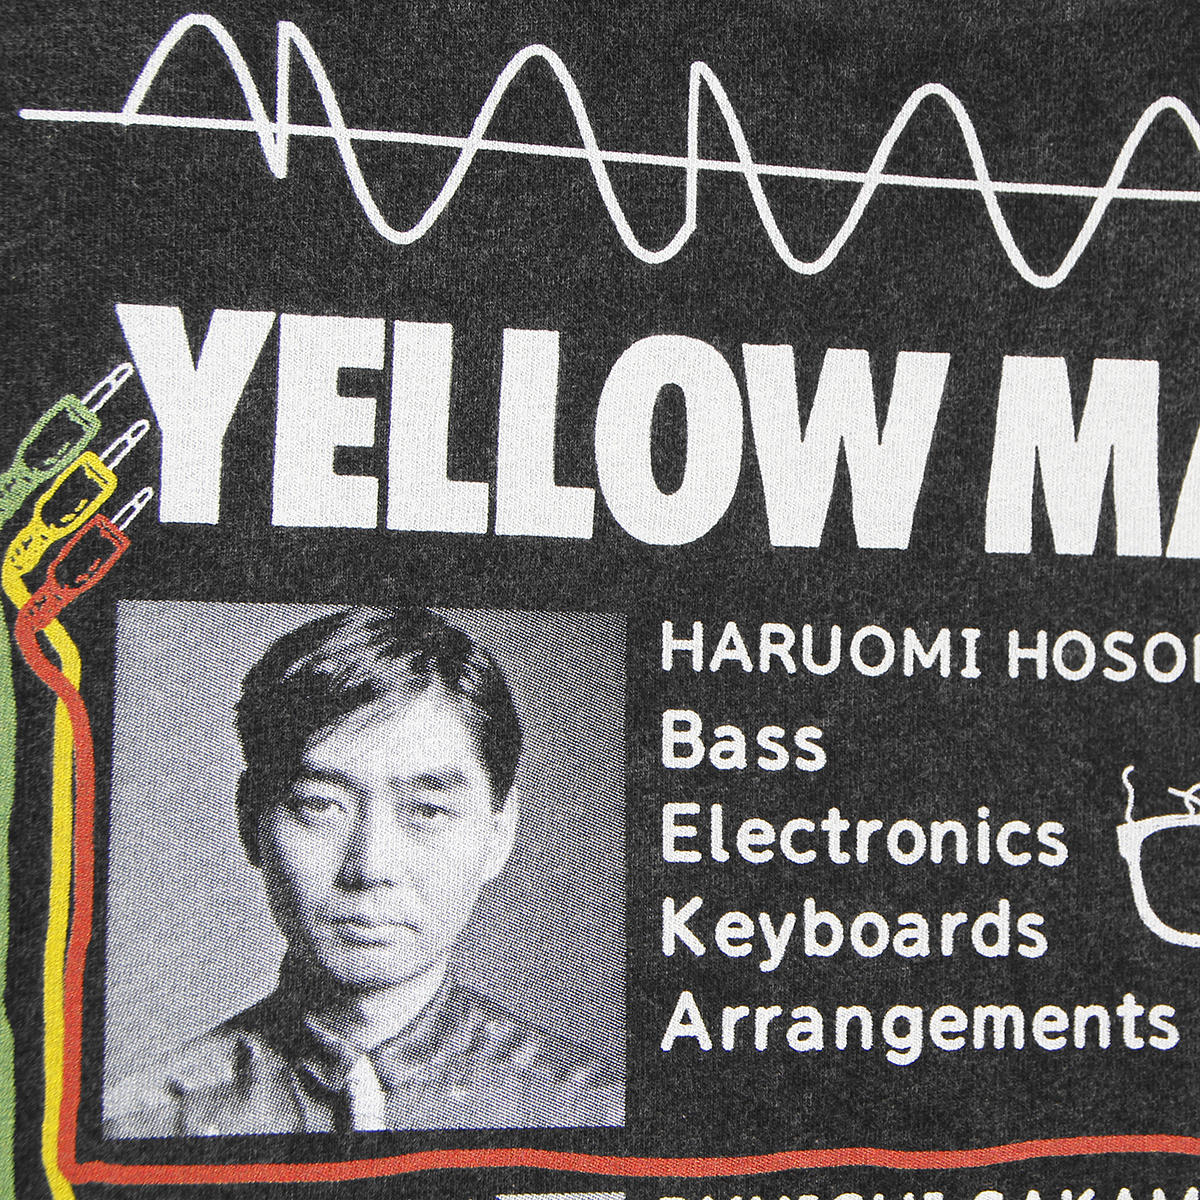 YELLOW MA
HARUOMI HOSO
Bass
Electronics
Keyboards
Arrangements